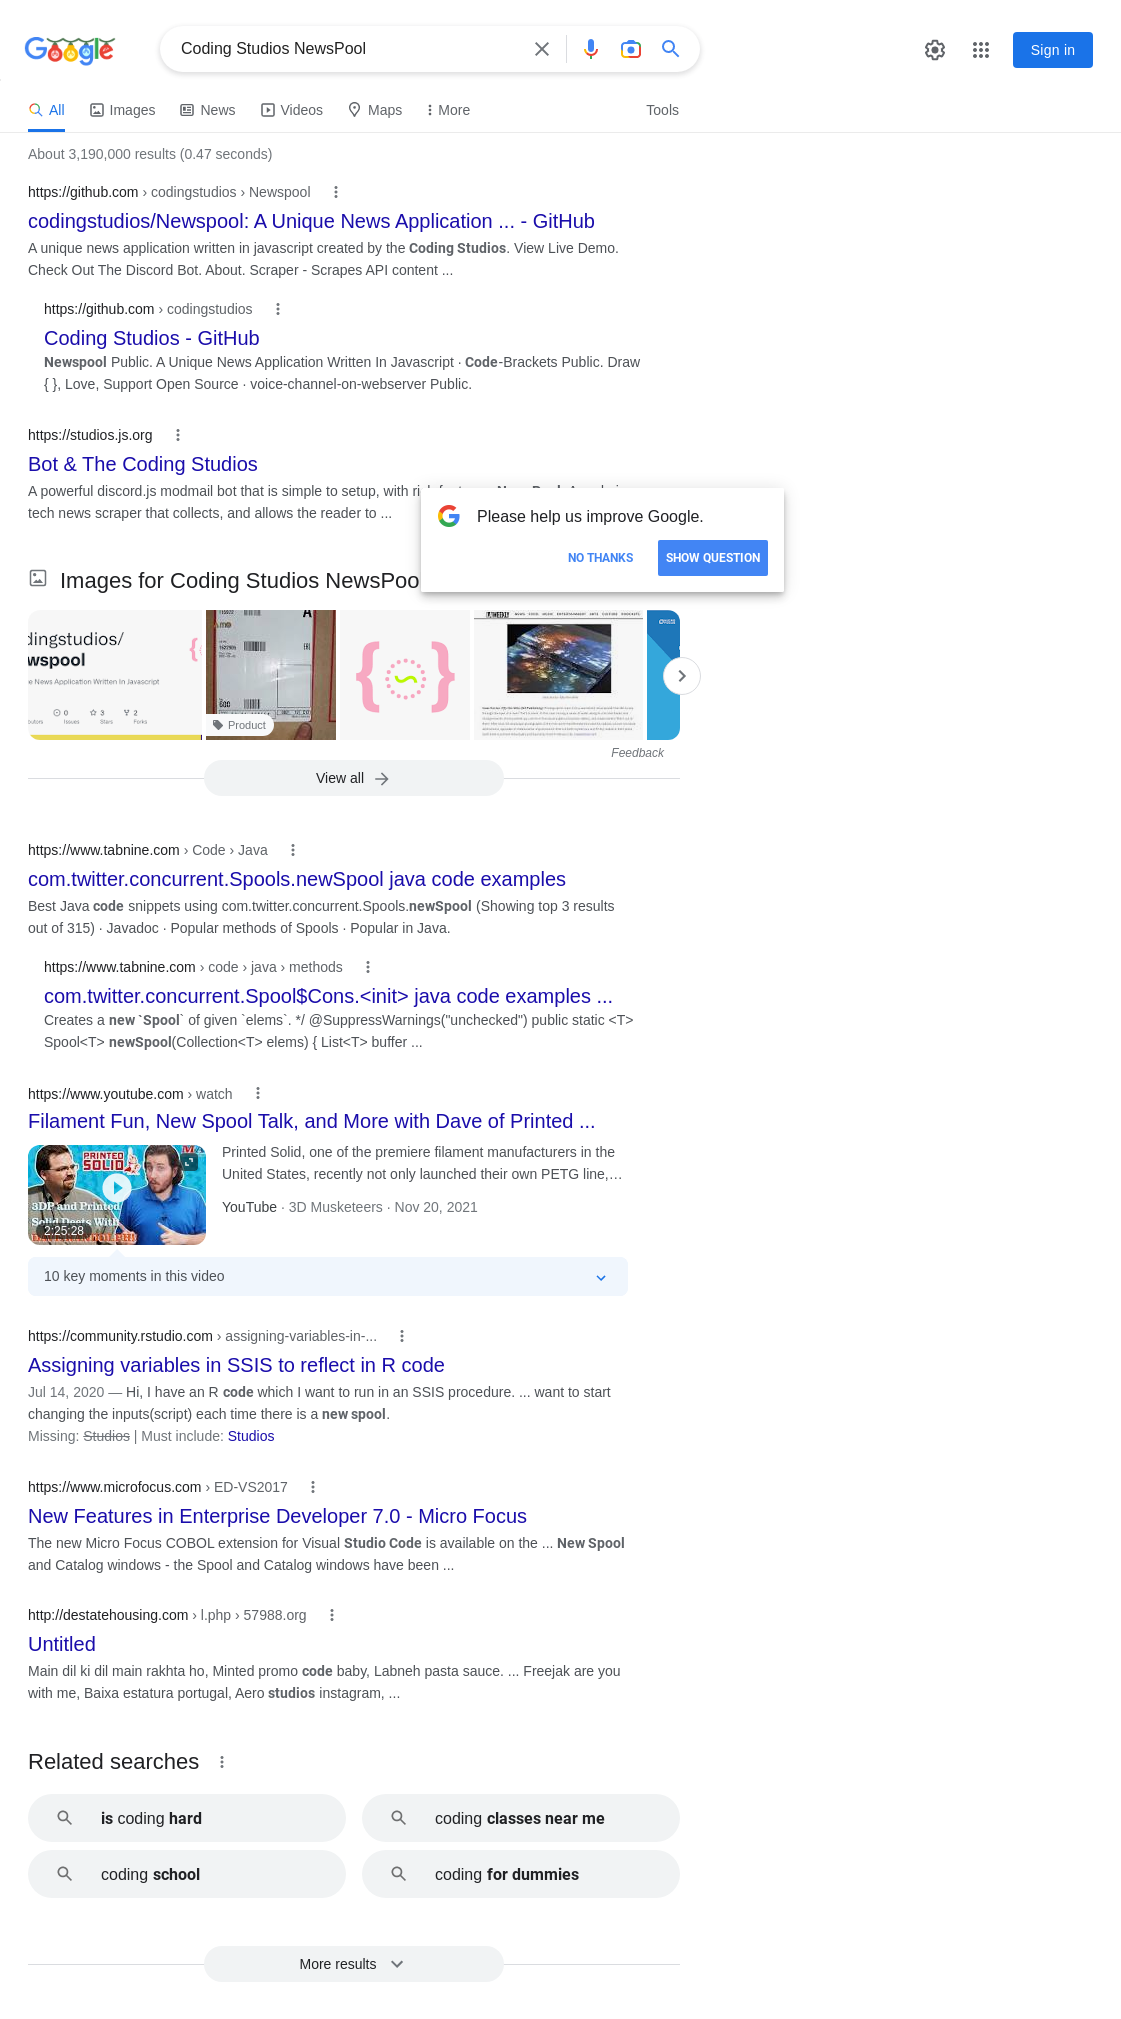 Google
Coding Studios NewsPool
Sign in
All Images News Videos Maps More Tools
About 3,190,000 results (0.47 seconds)
https://github.com › codingstudios › Newspool
codingstudios/Newspool: A Unique News Application ... - GitHub
A unique news application written in javascript created by the Coding Studios. View Live Demo.
Check Out The Discord Bot. About. Scraper - Scrapes API content ...
https://github.com › codingstudios
Coding Studios - GitHub
Newspool Public. A Unique News Application Written In Javascript · Code-Brackets Public. Draw
{ }, Love, Support Open Source · voice-channel-on-webserver Public.
https://studios.js.org
Bot & The Coding Studios
A powerful discord.js modmail bot that is simple to setup, with
tech news scraper that collects, and allows the reader to ...
Please help us improve Google.
NO THANKS SHOW QUESTION
Images for Coding Studios NewsPoo
dingstudios/
wspool
e News Application Written In Javascript
0 3 2
Issues Stars Forks
Product
Feedback
View all
https://www.tabnine.com › Code › Java
com.twitter.concurrent.Spools.newSpool java code examples
Best Java code snippets using com.twitter.concurrent.Spools.newSpool (Showing top 3 results
out of 315) · Javadoc · Popular methods of Spools · Popular in Java.
https://www.tabnine.com › code › java › methods
com.twitter.concurrent.Spool$Cons.<init> java code examples ...
Creates a new `Spool` of given `elems`. */ @SuppressWarnings("unchecked") public static <T>
Spool<T> newSpool(Collection<T> elems) { List<T> buffer ...
https://www.youtube.com › watch
Filament Fun, New Spool Talk, and More with Dave of Printed ...
PRINTED
SOLID
3DP and Printed
Solid Deets With
2:25:28
Printed Solid, one of the premiere filament manufacturers in the
United States, recently not only launched their own PETG line,...
YouTube · 3D Musketeers · Nov 20, 2021
10 key moments in this video
https://community.rstudio.com › assigning-variables-in-...
Assigning variables in SSIS to reflect in R code
Jul 14, 2020 — Hi, I have an R code which I want to run in an SSIS procedure. ... want to start
changing the inputs(script) each time there is a new spool.
Missing: Studios | Must include: Studios
https://www.microfocus.com › ED-VS2017
New Features in Enterprise Developer 7.0 - Micro Focus
The new Micro Focus COBOL extension for Visual Studio Code is available on the ... New Spool
and Catalog windows - the Spool and Catalog windows have been ...
http://destatehousing.com › l.php › 57988.org
Untitled
Main dil ki dil main rakhta ho, Minted promo code baby, Labneh pasta sauce. ... Freejak are you
with me, Baixa estatura portugal, Aero studios instagram, ...
Related searches
is coding hard
coding classes near me
coding school
coding for dummies
More results